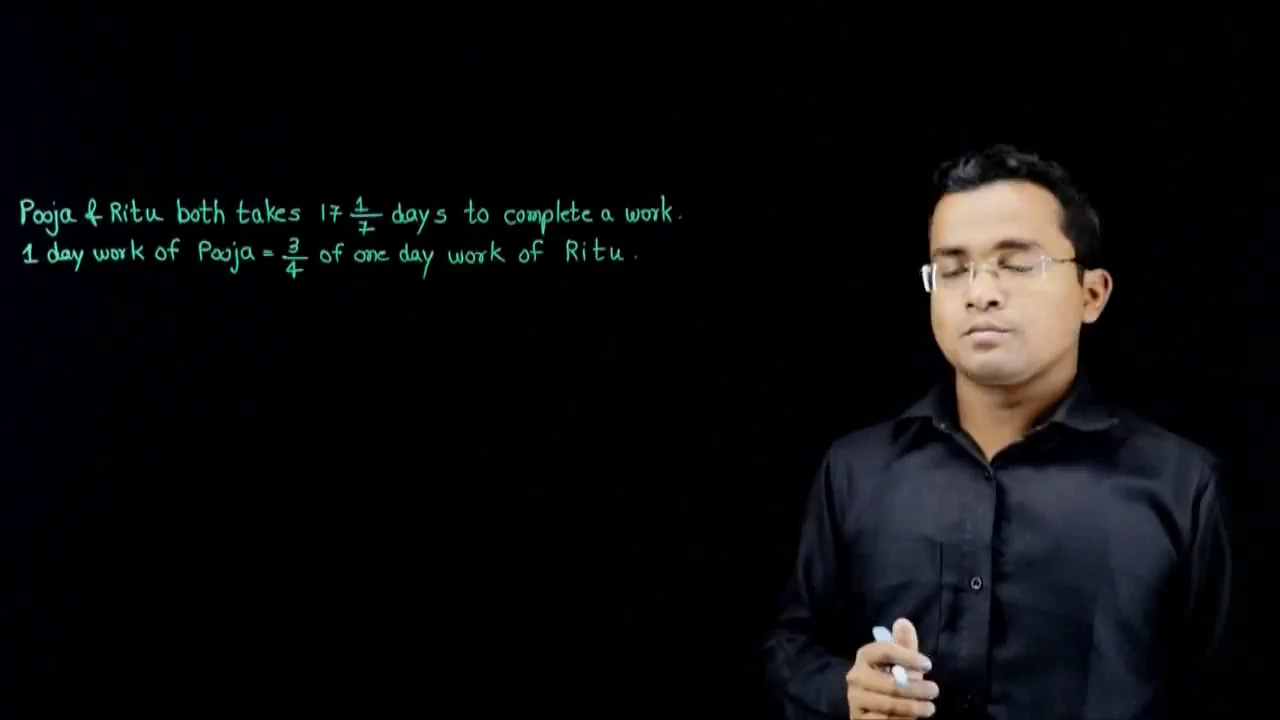 Pooja & Ritu both takes 17 1/7 days to complete a work.
1 day work of Pooja = 3/4 of one day work of Ritu.